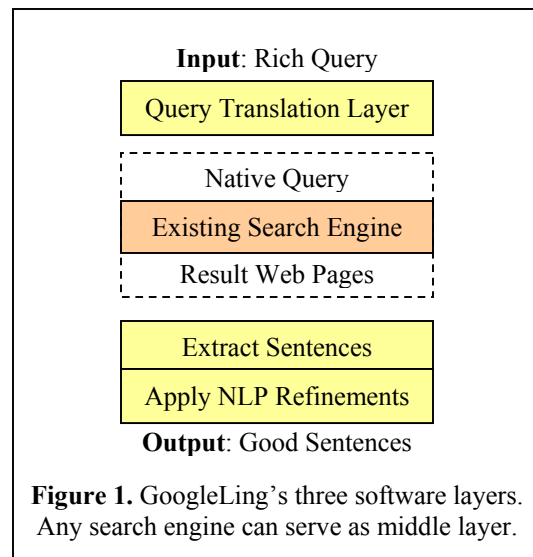 Input: Rich Query
Query Translation Layer
Native Query
Existing Search Engine
Result Web Pages
Extract Sentences
Apply NLP Refinements
Output: Good Sentences
Figure 1. GoogleLing’s three software layers.
Any search engine can serve as middle layer.